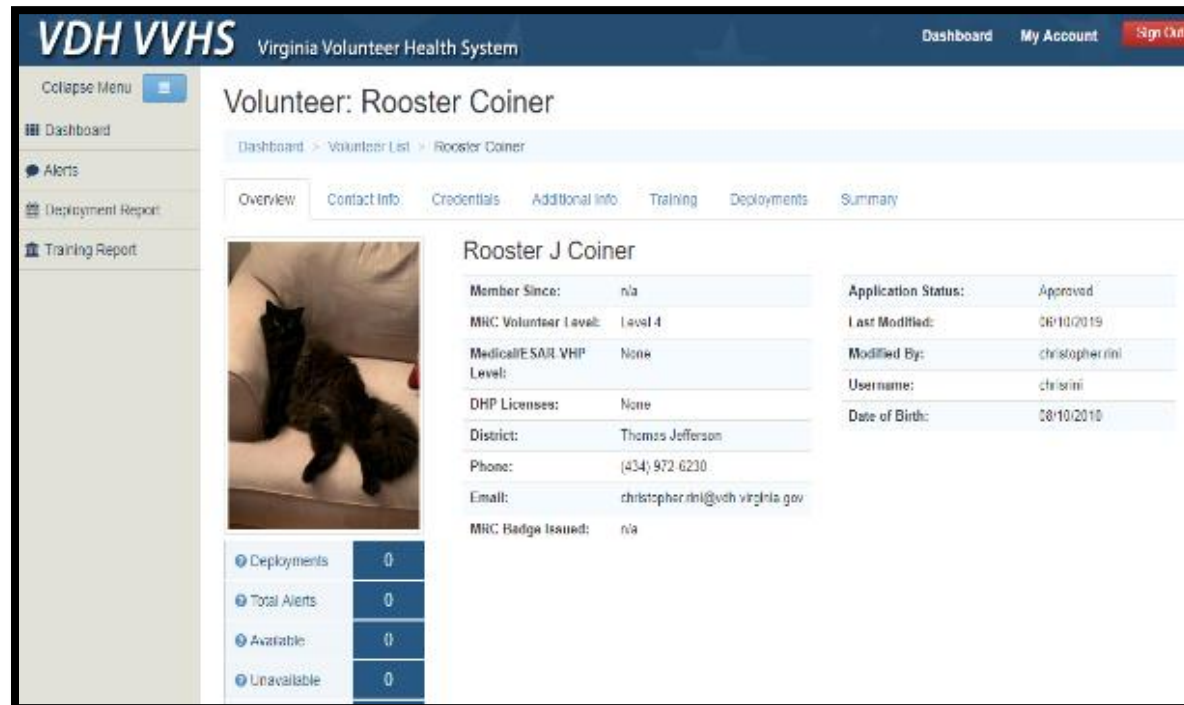 VDH VVHS Virginia Volunteer Health System
Dashboard My Account Sign Out
Collapse Menu
Dashboard
Alerts
Deployment Report
Training Report
Volunteer: Rooster Coiner
Dashboard > Volunteer List > Rooster Coiner
Overview Contact Info Credentials Additional Info Training Deployments Summary
Rooster J Coiner
Member Since: n/a
MRC Volunteer Level: Level 4
Medical/ESAR-VHP Level: None
DHP Licenses: None
District: Thomas Jefferson
Phone: (434) 972-6230
Email: christopher.rini@vdh.virginia.gov
MRC Badge Issued: n/a
Application Status: Approved
Last Modified: 06/10/2019
Modified By: christopher.rini
Username: chrisrini
Date of Birth: 08/10/2010
Deployments 0
Total Alerts 0
Available 0
Unavailable 0